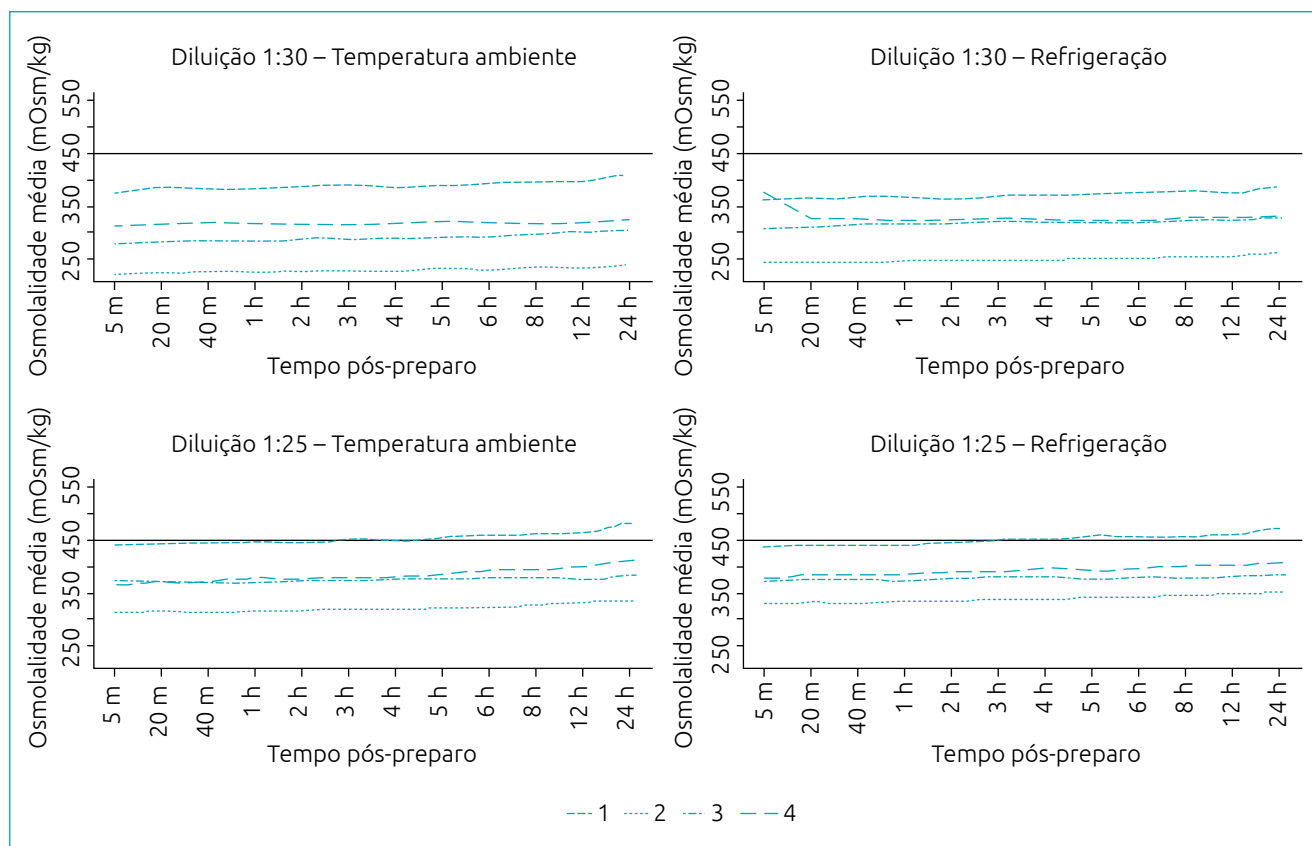 Diluição 1:30 – Temperatura ambiente
Osmolalidade média (mOsm/kg)
550
450
350
250
5 m
20 m
40 m
1 h
2 h
3 h
4 h
5 h
6 h
8 h
12 h
24 h
Tempo pós-preparo
Diluição 1:30 – Refrigeração
Osmolalidade média (mOsm/kg)
550
450
350
250
5 m
20 m
40 m
1 h
2 h
3 h
4 h
5 h
6 h
8 h
12 h
24 h
Tempo pós-preparo
Diluição 1:25 – Temperatura ambiente
Osmolalidade média (mOsm/kg)
550
450
350
250
5 m
20 m
40 m
1 h
2 h
3 h
4 h
5 h
6 h
8 h
12 h
24 h
Tempo pós-preparo
Diluição 1:25 – Refrigeração
Osmolalidade média (mOsm/kg)
550
450
350
250
5 m
20 m
40 m
1 h
2 h
3 h
4 h
5 h
6 h
8 h
12 h
24 h
Tempo pós-preparo
1 2 3 4